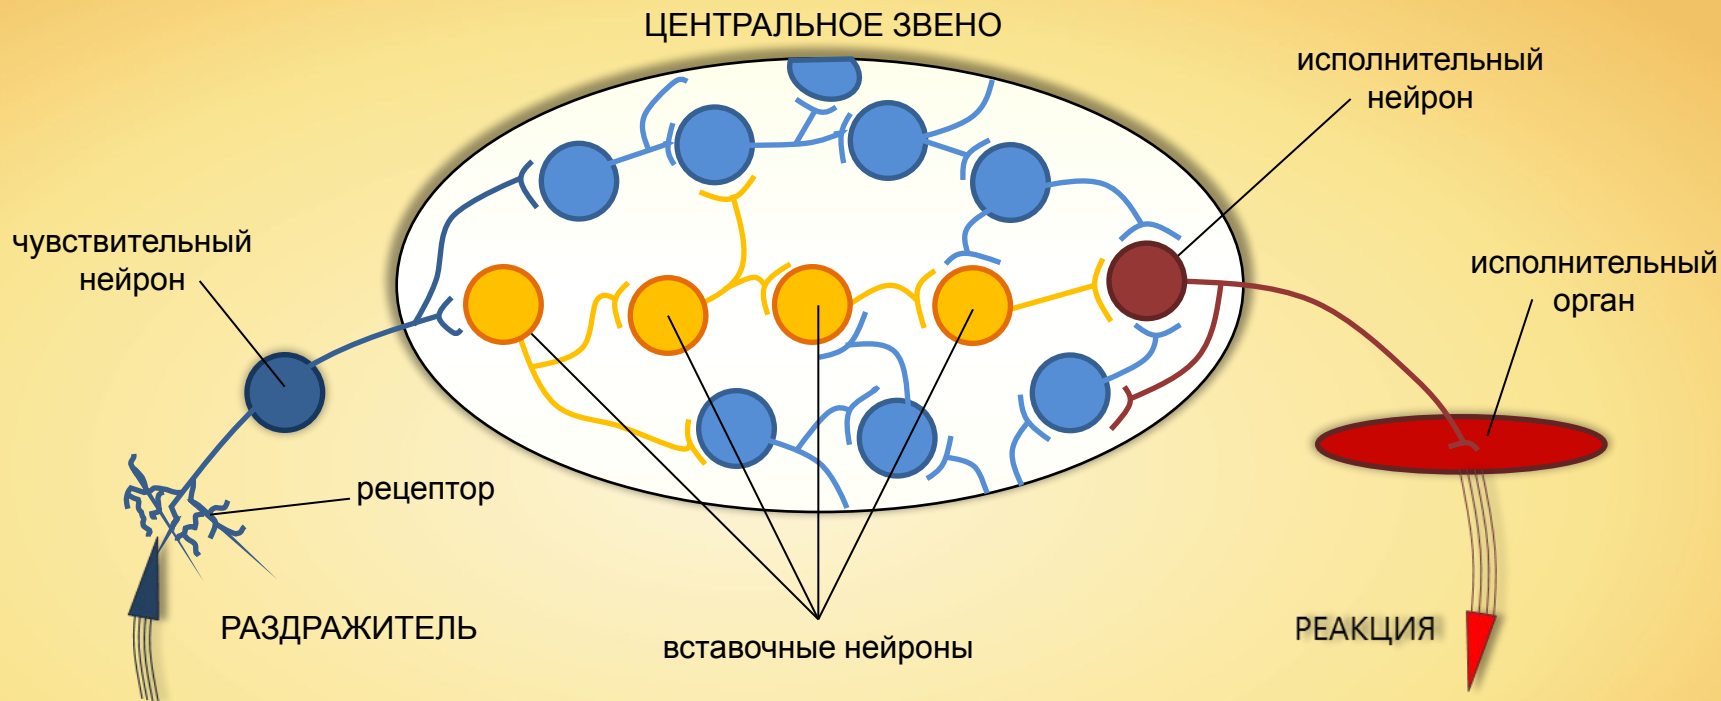 ЦЕНТРАЛЬНОЕ ЗВЕНО
исполнительный
нейрон
чувствительный
нейрон
исполнительный
орган
рецептор
РАЗДРАЖИТЕЛЬ
вставочные нейроны
РЕАКЦИЯ